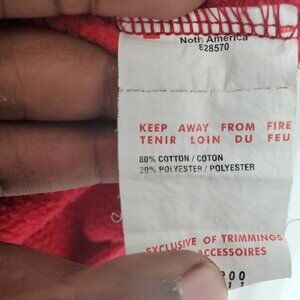 Noth America
828570
KEEP AWAY FROM FIRE
TENIR LOIN DU FEU
80% COTTON / COTON
20% POLYESTER / POLYESTER
EXCLUSIVE OF TRIMMINGS
ACCESSOIRES